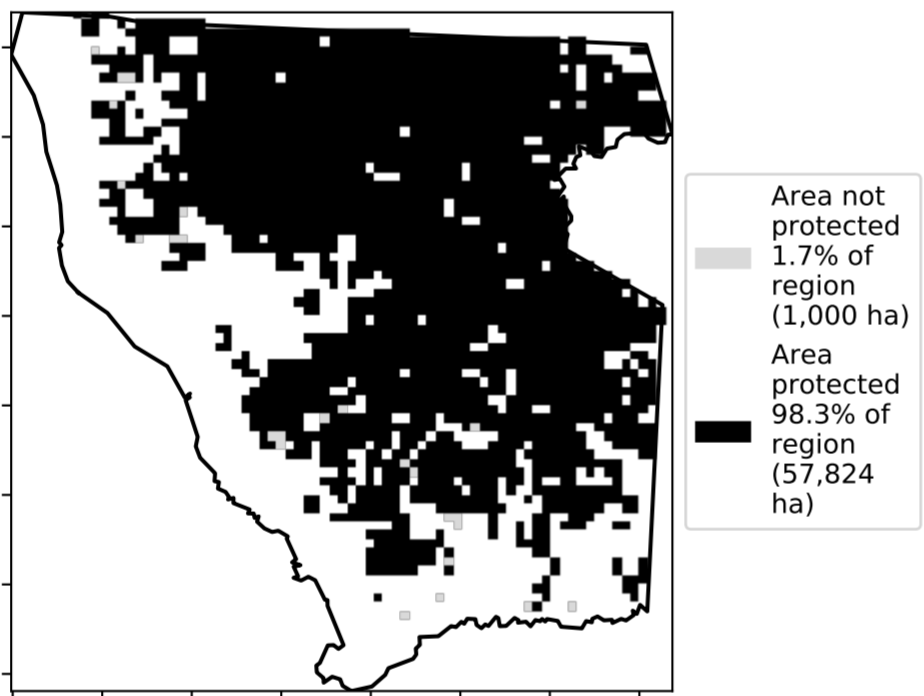 Area not
protected
1.7% of
region
(1,000 ha)
Area
protected
98.3% of
region
(57,824
ha)